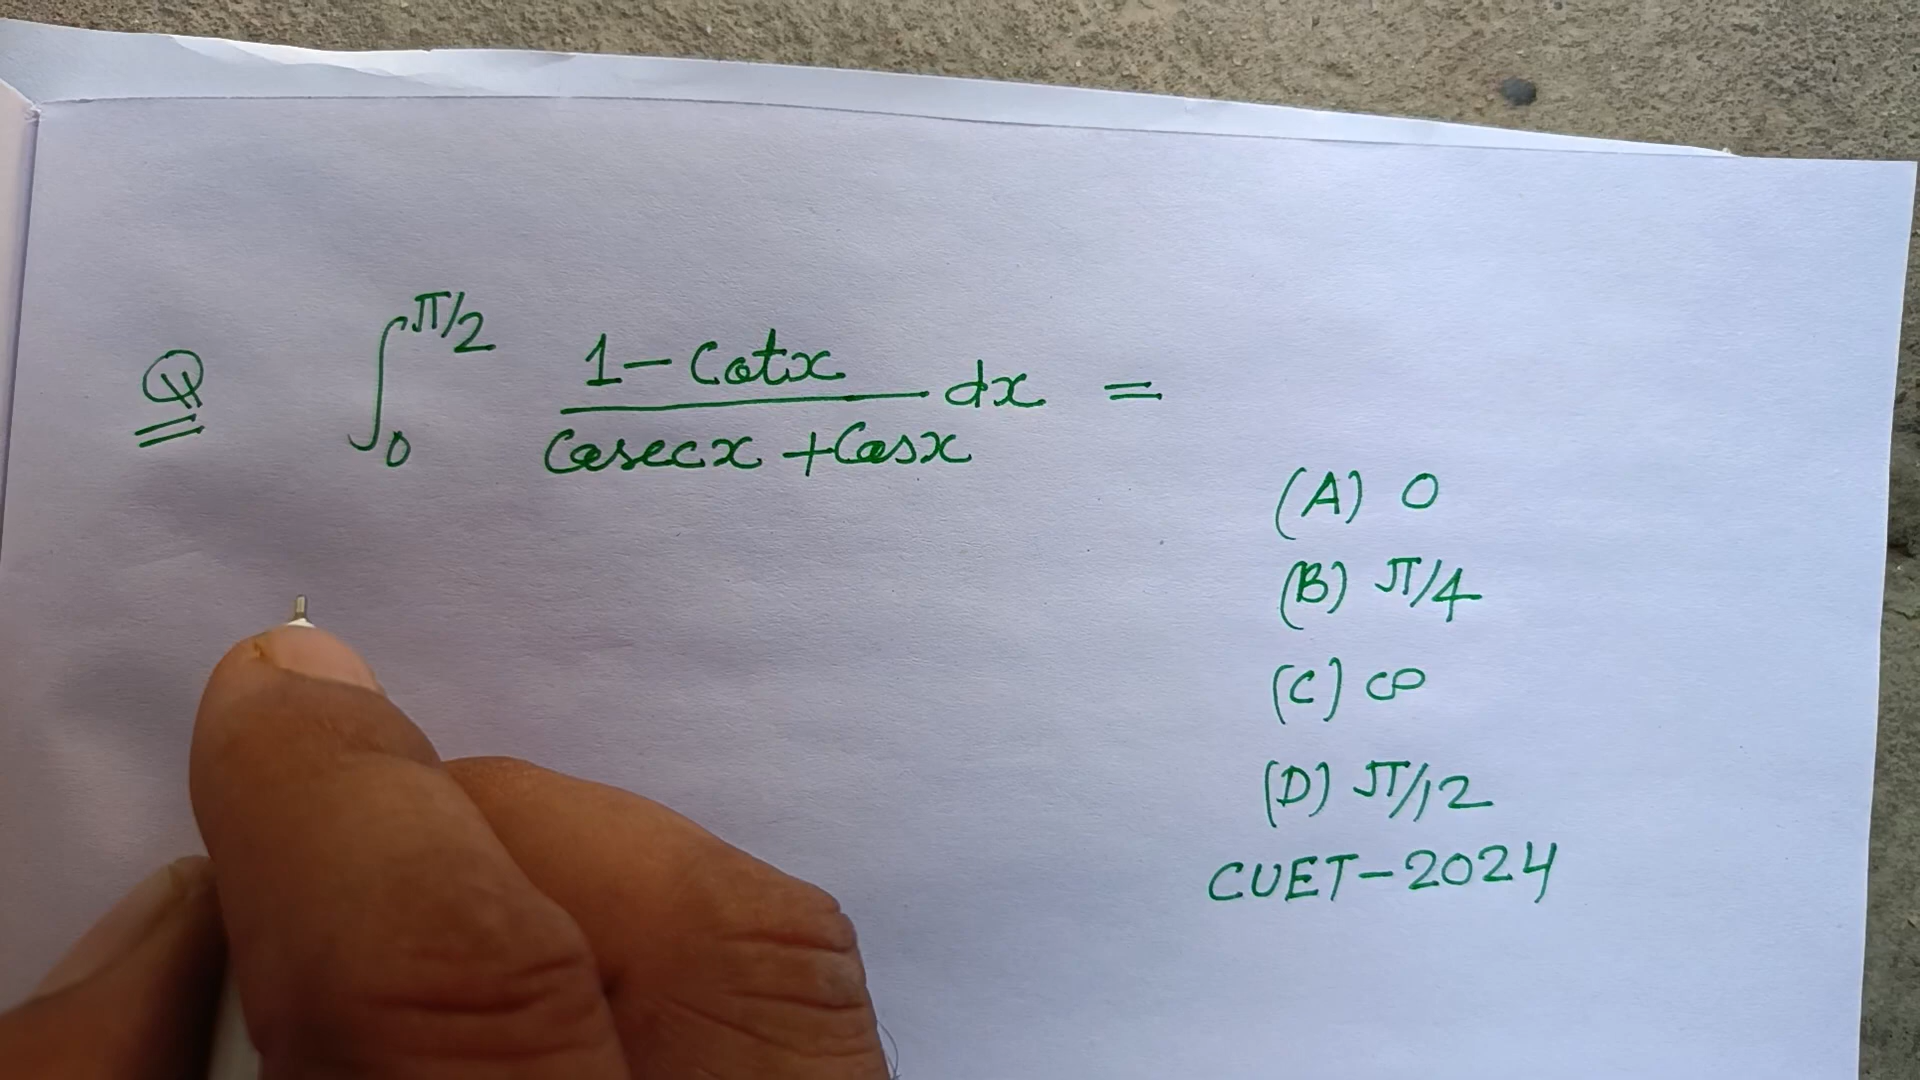 Q ∫₀^π/2 (1-Cotx)/(Cosecx+Cosx) dx =
(A) 0
(B) π/4
(C) ∞
(D) π/12
CUET-2024